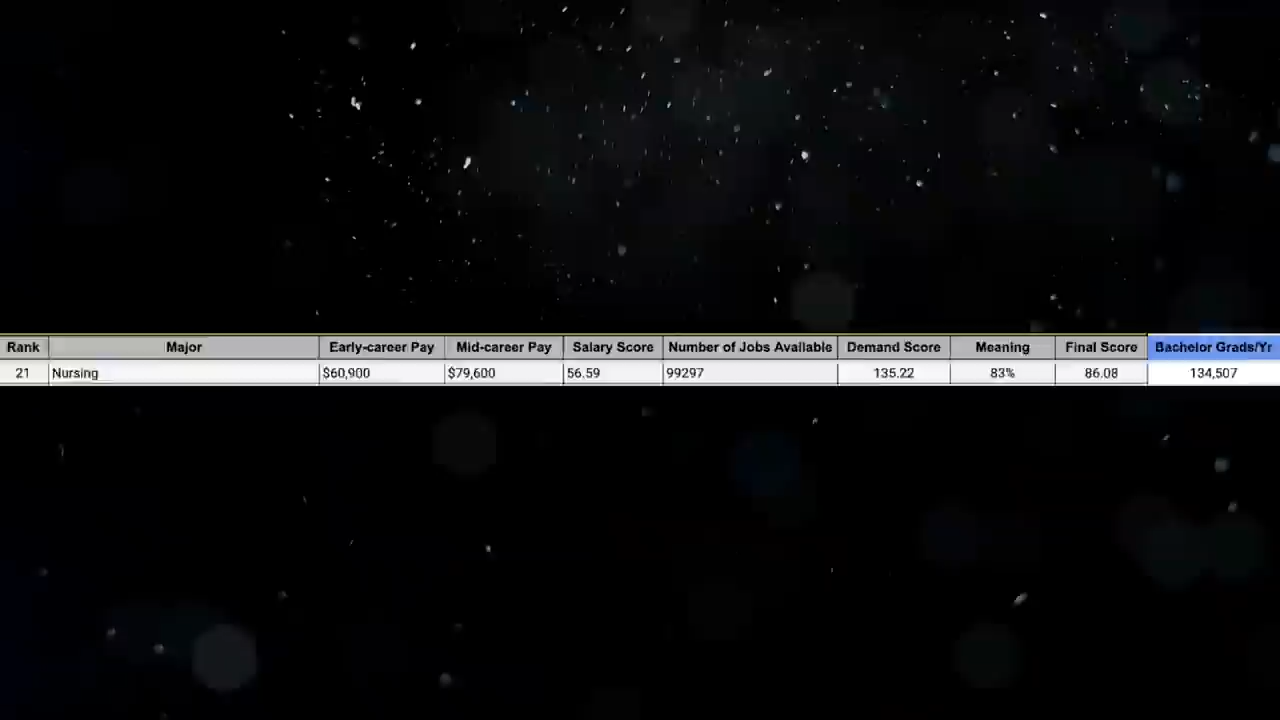 Rank Major Early-career Pay Mid-career Pay Salary Score Number of Jobs Available Demand Score Meaning Final Score Bachelor Grads/Yr
21 Nursing $60,900 $79,600 56.59 99297 135.22 83% 86.08 134,507